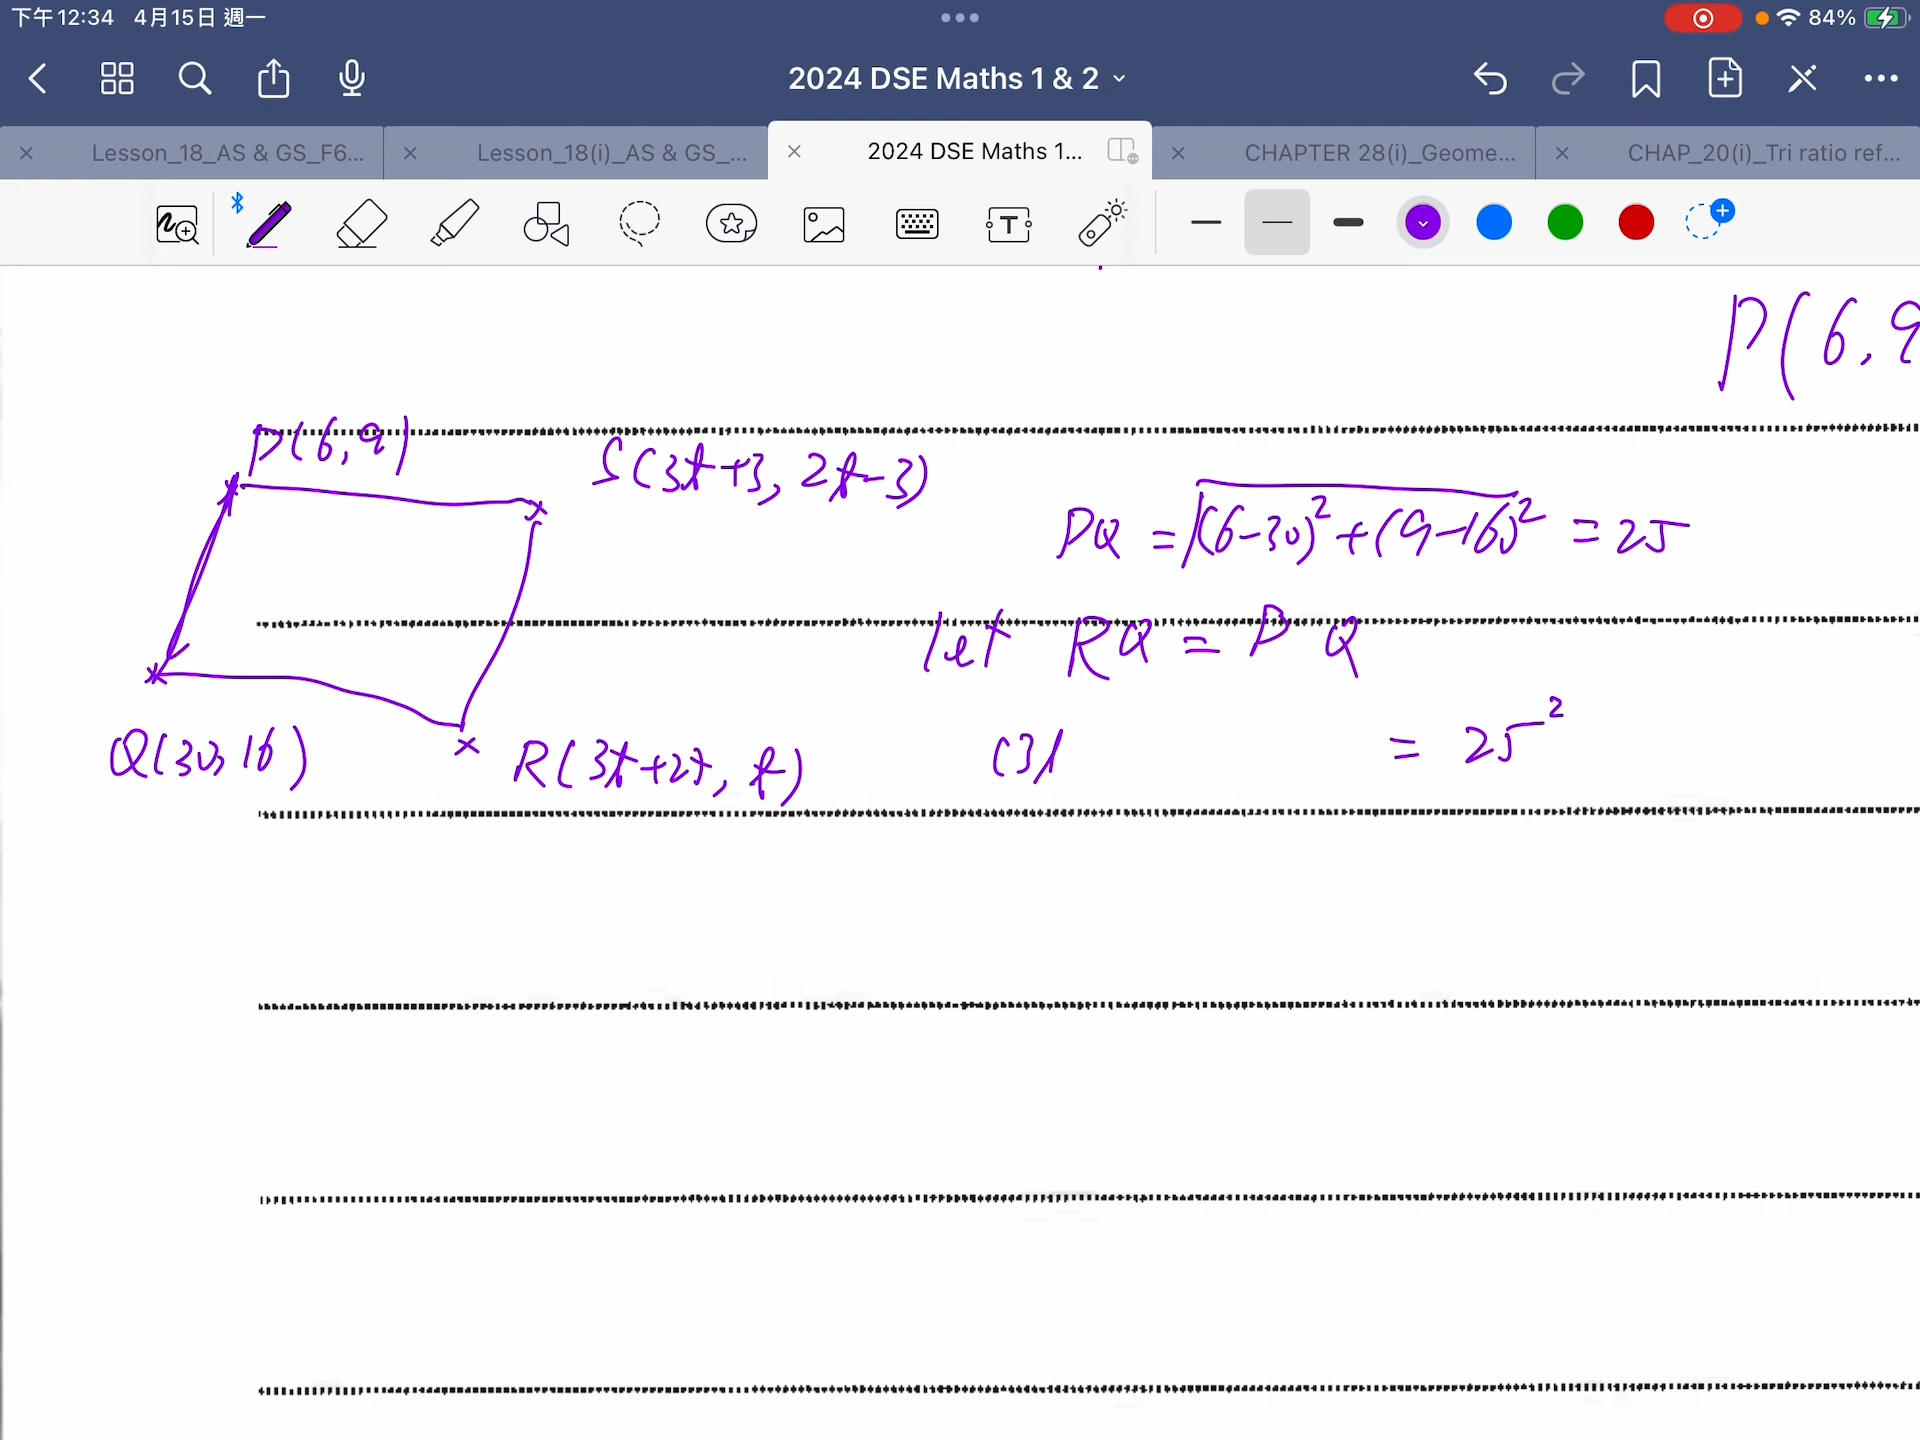 下午12:34 4月15日 週一
84%
2024 DSE Maths 1 & 2
Lesson_18_AS & GS_F6...
Lesson_18(i)_AS & GS_...
2024 DSE Maths 1...
CHAPTER 28(i)_Geome...
CHAP_20(i)_Tri ratio ref...
P(6,9
P(6,9)
S(3t+3, 2t-3)
PQ = √(6-30)²+(9-16)² = 25
let RQ = PQ
Q(30,16)
R(3t+27, t)
(3t = 25²